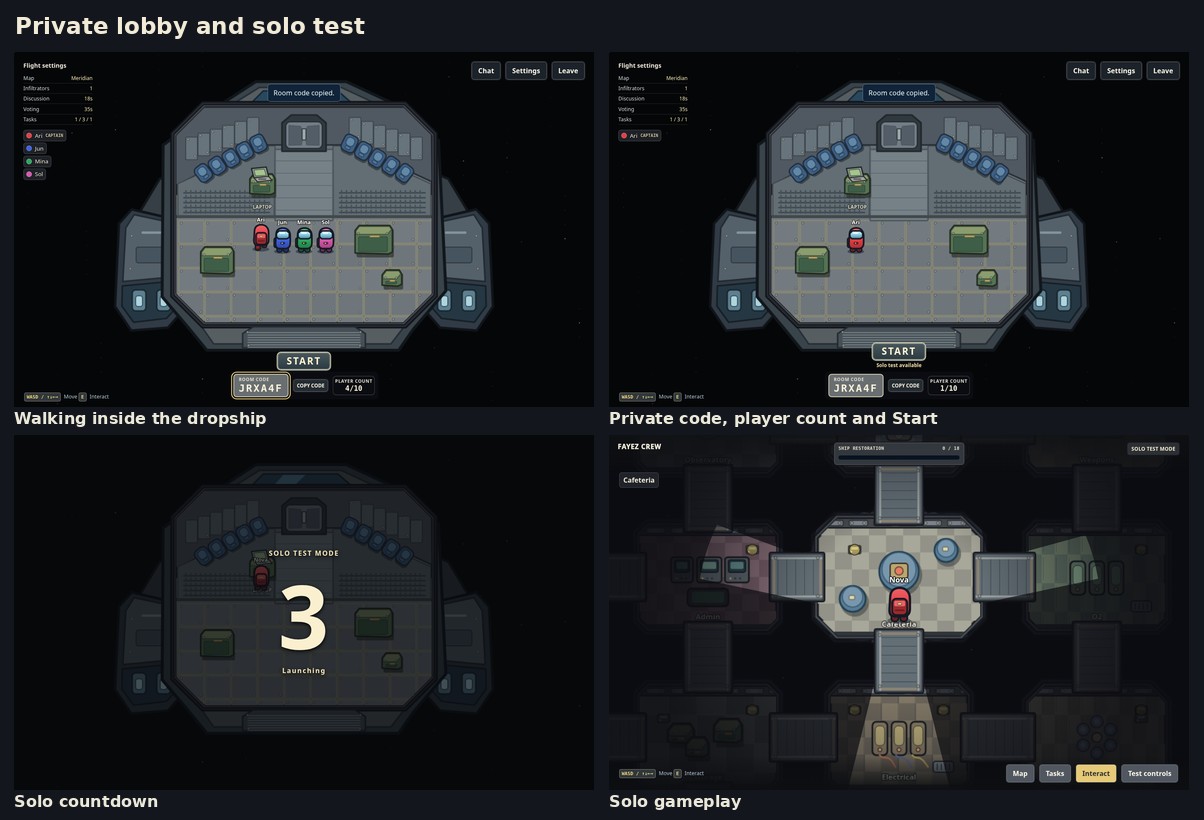 Private lobby and solo test
Flight settings
Map Meridian
Infiltrators 1
Discussion 18s
Voting 35s
Tasks 1 / 3 / 1
Ari CAPTAIN
Jun
Mina
Sol
Room code copied.
Chat Settings Leave
LAPTOP
Ari Jun Mina Sol
START
ROOM CODE
JRXA4F
COPY CODE
PLAYER COUNT
4/10
Move E Interact
Walking inside the dropship
Flight settings
Map Meridian
Infiltrators 1
Discussion 18s
Voting 35s
Tasks 1 / 3 / 1
Ari CAPTAIN
Room code copied.
Chat Settings Leave
LAPTOP
Ari
START
Solo test available
ROOM CODE
JRXA4F
COPY CODE
PLAYER COUNT
1/10
Move E Interact
Private code, player count and Start
SOLO TEST MODE
3
Launching
Solo countdown
FAYEZ CREW
SHIP RESTORATION 0 / 10
SOLO TEST MODE
Cafeteria
Nova
Cafeteria
Admin
Electrical
Move E Interact
Map Tasks Interact Test controls
Solo gameplay